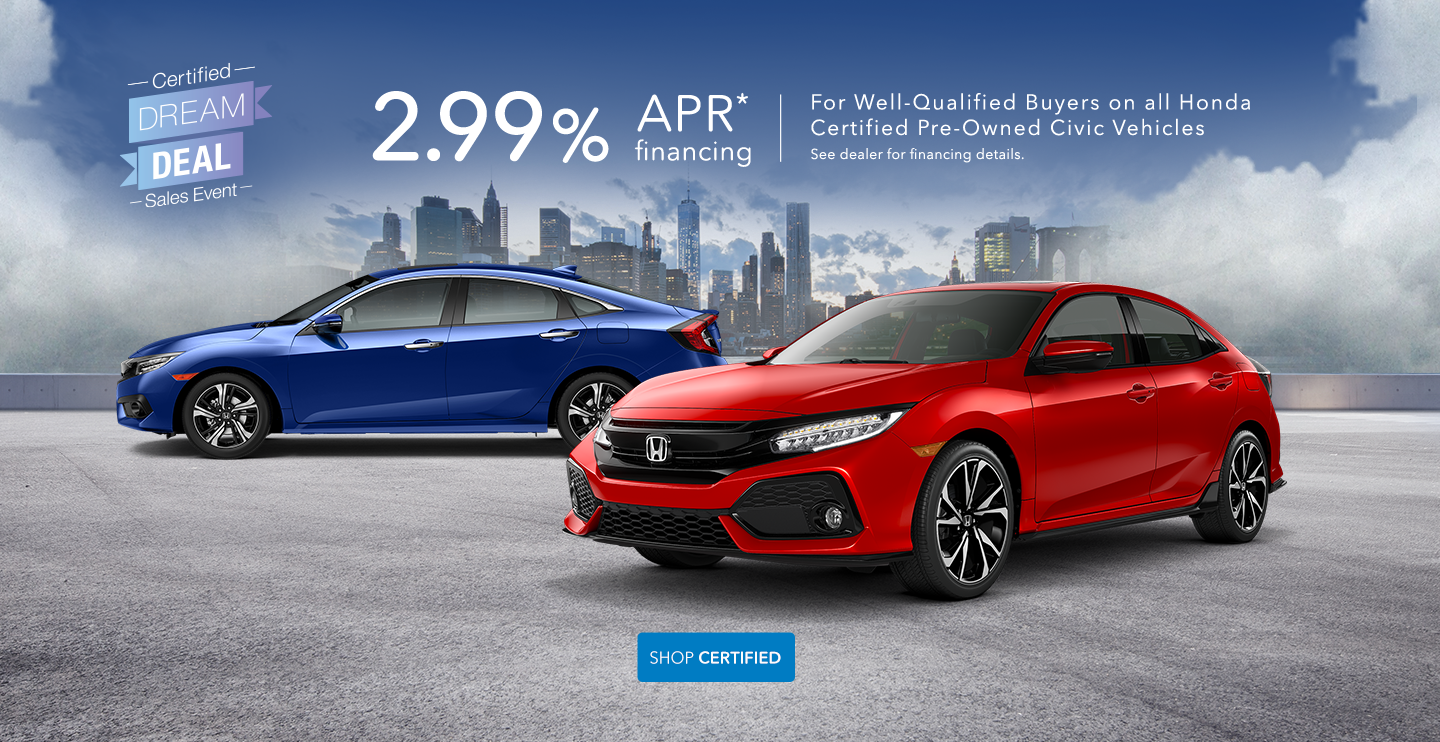 — Certified —
DREAM
DEAL
— Sales Event —
2.99% APR*
financing
For Well-Qualified Buyers on all Honda
Certified Pre-Owned Civic Vehicles
See dealer for financing details.
SHOP CERTIFIED